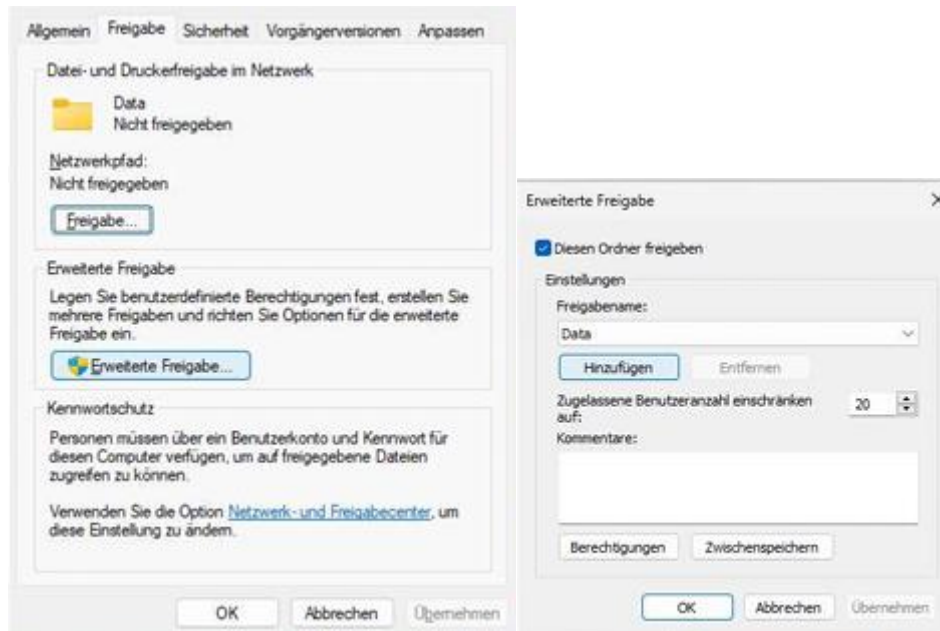 Allgemein Freigabe Sicherheit Vorgängerversionen Anpassen
Datei- und Druckerfreigabe im Netzwerk
Data
Nicht freigegeben
Netzwerkpfad:
Nicht freigegeben
Freigabe...
Erweiterte Freigabe
Legen Sie benutzerdefinierte Berechtigungen fest, erstellen Sie
mehrere Freigaben und richten Sie Optionen für die erweiterte
Freigabe ein.
Erweiterte Freigabe...
Kennwortschutz
Personen müssen über ein Benutzerkonto und Kennwort für
diesen Computer verfügen, um auf freigegebene Dateien
zugreifen zu können.
Verwenden Sie die Option Netzwerk- und Freigabecenter, um
diese Einstellung zu ändern.
OK Abbrechen Übernehmen
Erweiterte Freigabe
Diesen Ordner freigeben
Einstellungen
Freigabename:
Data
Hinzufügen Entfernen
Zugelassene Benutzeranzahl einschränken
auf:
20
Kommentare:
Berechtigungen Zwischenspeichern
OK Abbrechen Übernehmen